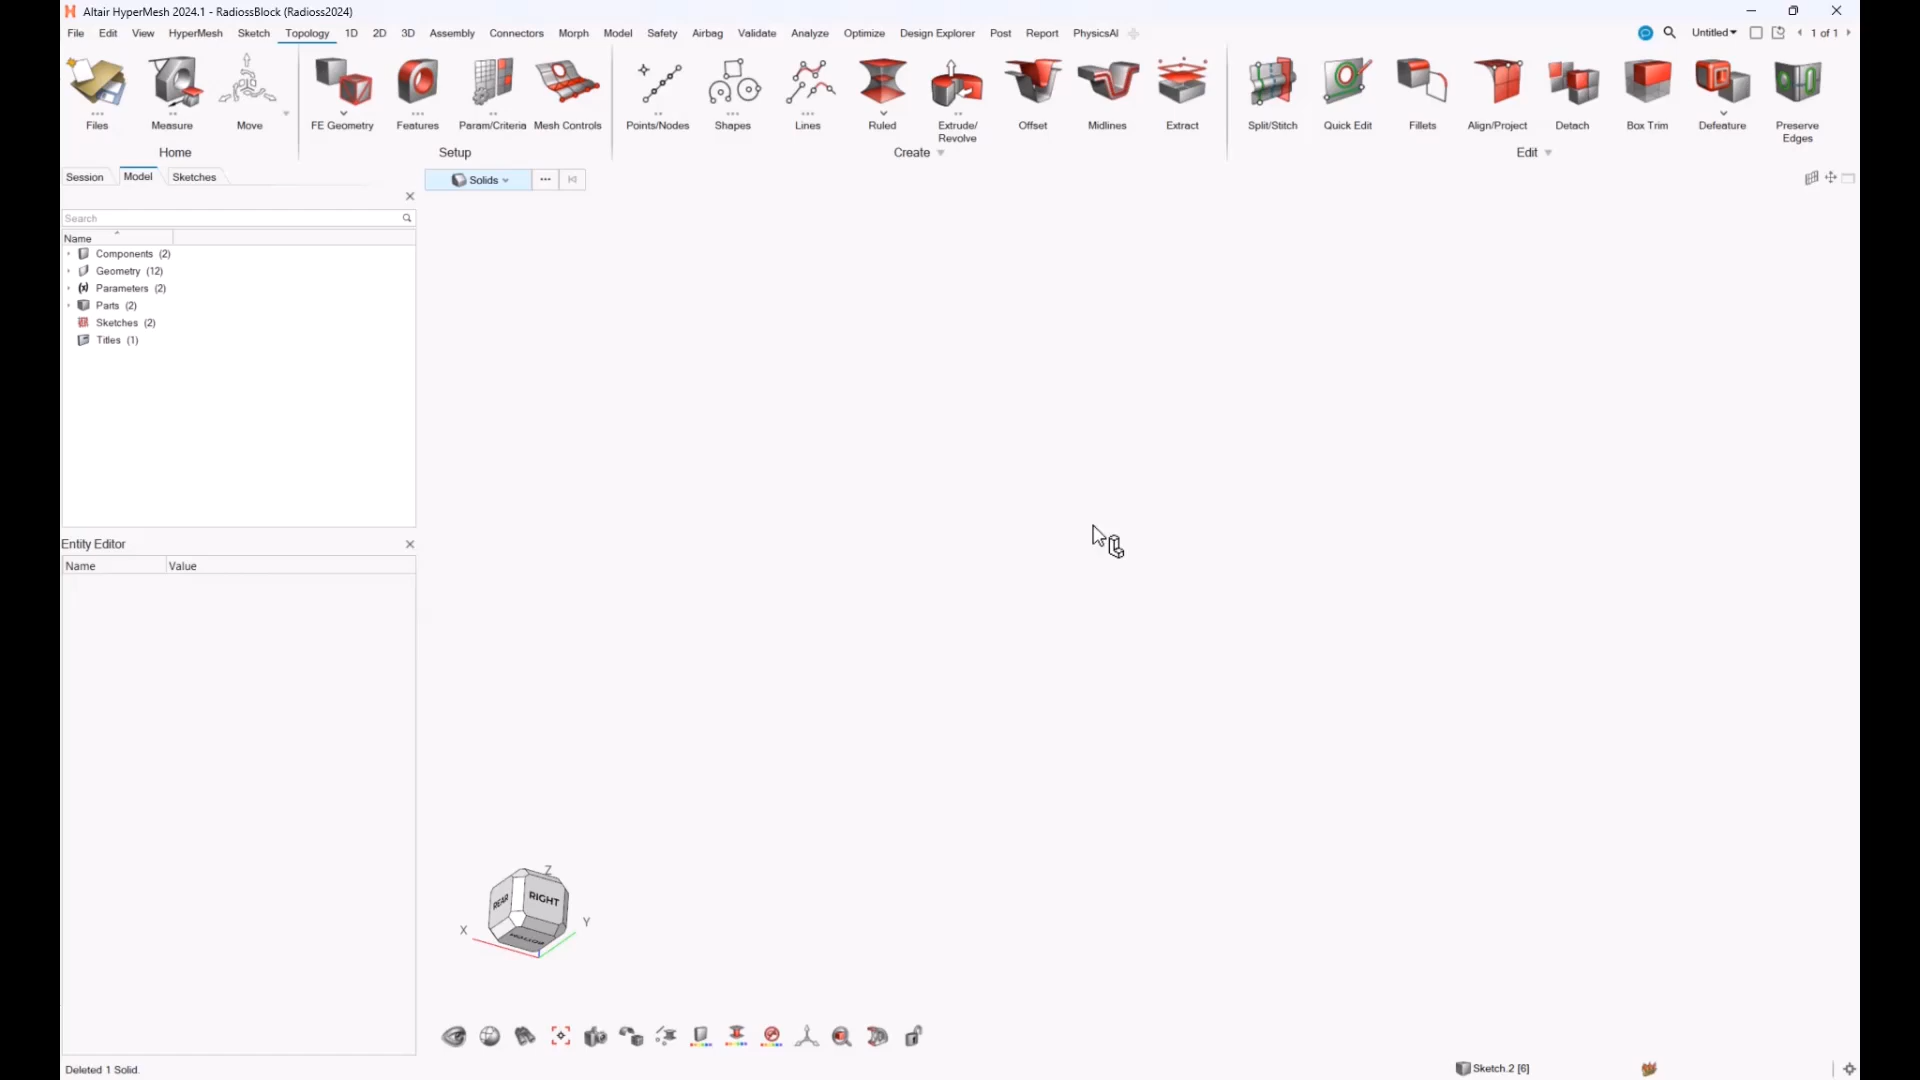 Altair HyperMesh 2024.1 - RadiossBlock (Radioss2024)
File Edit View HyperMesh Sketch Topology 1D 2D 3D Assembly Connectors Morph Model Safety Airbag Validate Analyze Optimize Design Explorer Post Report PhysicsAI Untitled 1 of 1
Files Measure Move FE Geometry Features Param/Criteria Mesh Controls Points/Nodes Shapes Lines Ruled Extrude/ Revolve Offset Midlines Extract Split/Stitch Quick Edit Fillets Align/Project Detach Box Trim Defeature Preserve Edges
Home Setup Create Edit
Session Model Sketches
Solids
Search
Name
Components (2)
Geometry (12)
(x) Parameters (2)
Parts (2)
Sketches (2)
Titles (1)
Entity Editor
Name Value
Z
REAR RIGHT
X Y
BOTTOM
Deleted 1 Solid.
Sketch.2 [6]